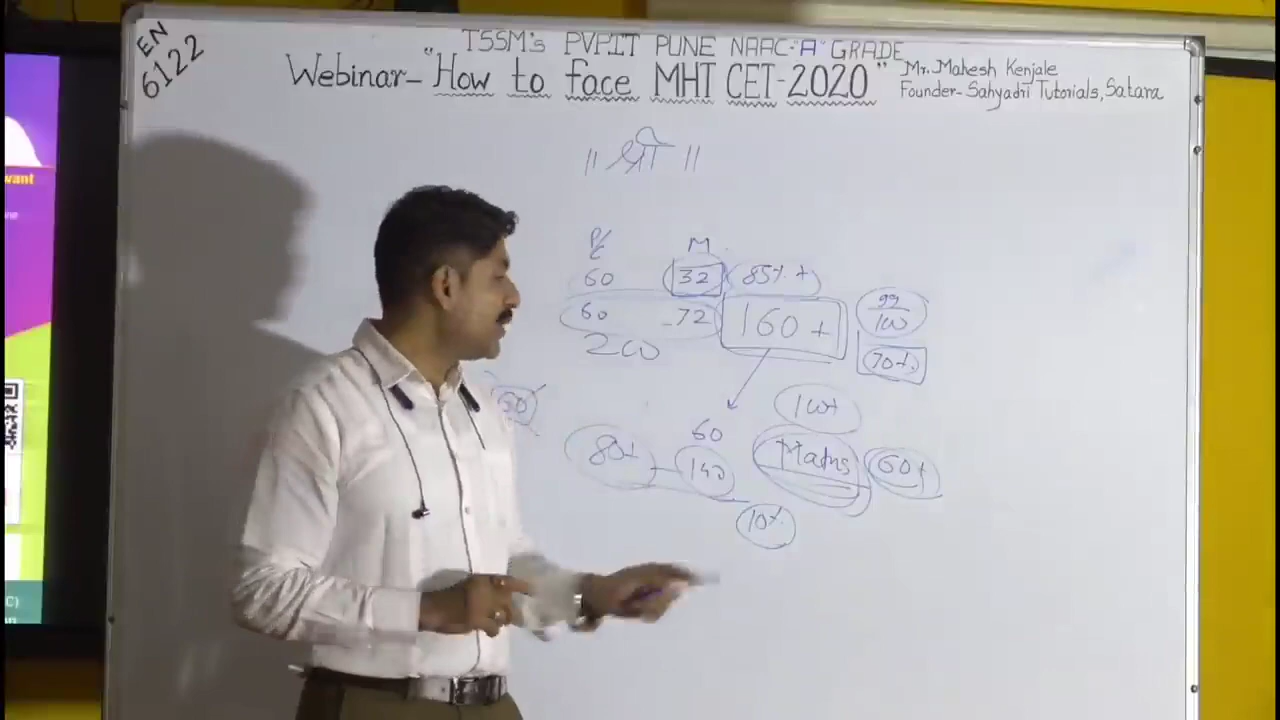 EN
6122
TSSM's PVPIT PUNE NAAC-"A" GRADE
Webinar- "How to face MHT CET-2020"
Mr. Mahesh Kenjale
Founder- Sahyadri Tutorials, Satara
॥ श्री ॥
P/C M
60 32 85% +
60 -72 160+ 99/100
200 70%
50 100+
60
80+ 140 Maths 60+
10%
want